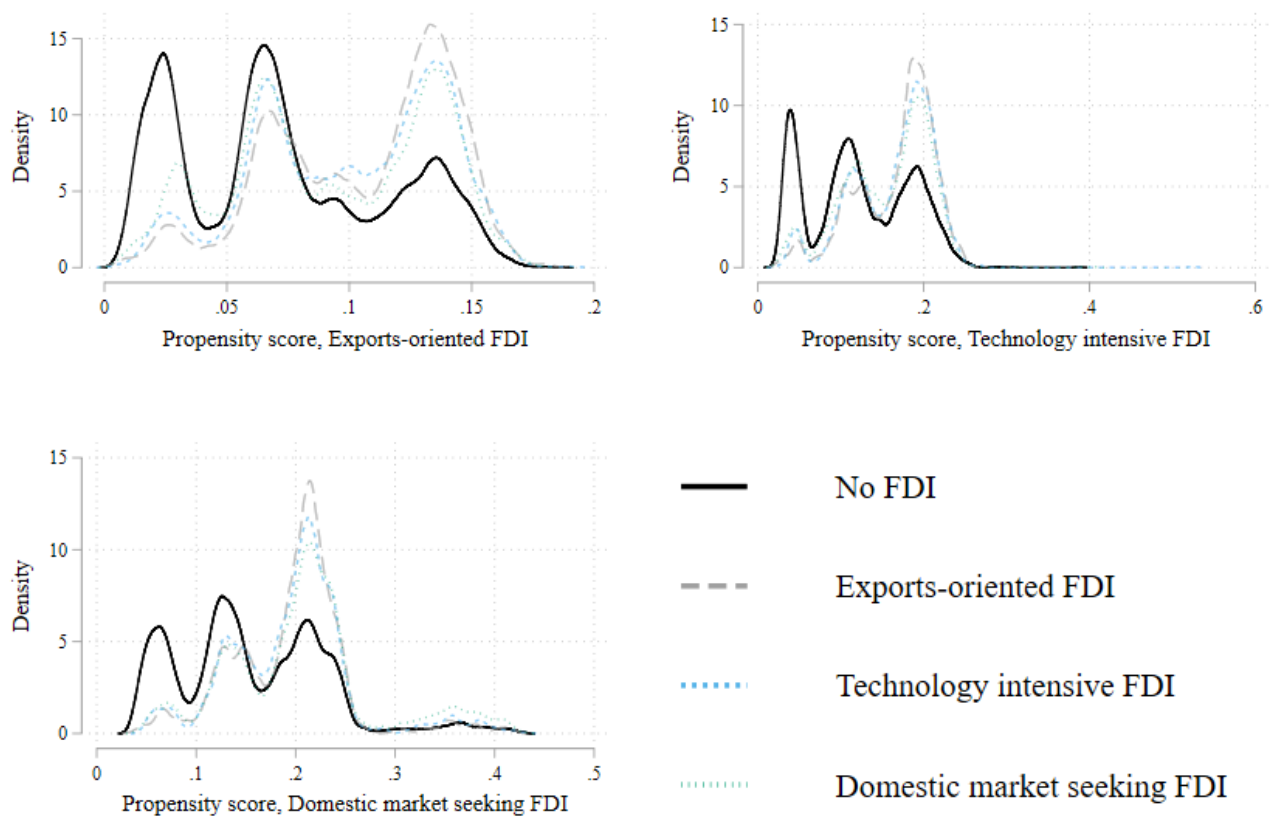 Density
15
10
5
0
0
.05
.1
.15
.2
Propensity score, Exports-oriented FDI
Density
15
10
5
0
0
.2
.4
.6
Propensity score, Technology intensive FDI
Density
15
10
5
0
0
.1
.2
.3
.4
.5
Propensity score, Domestic market seeking FDI
No FDI
Exports-oriented FDI
Technology intensive FDI
Domestic market seeking FDI